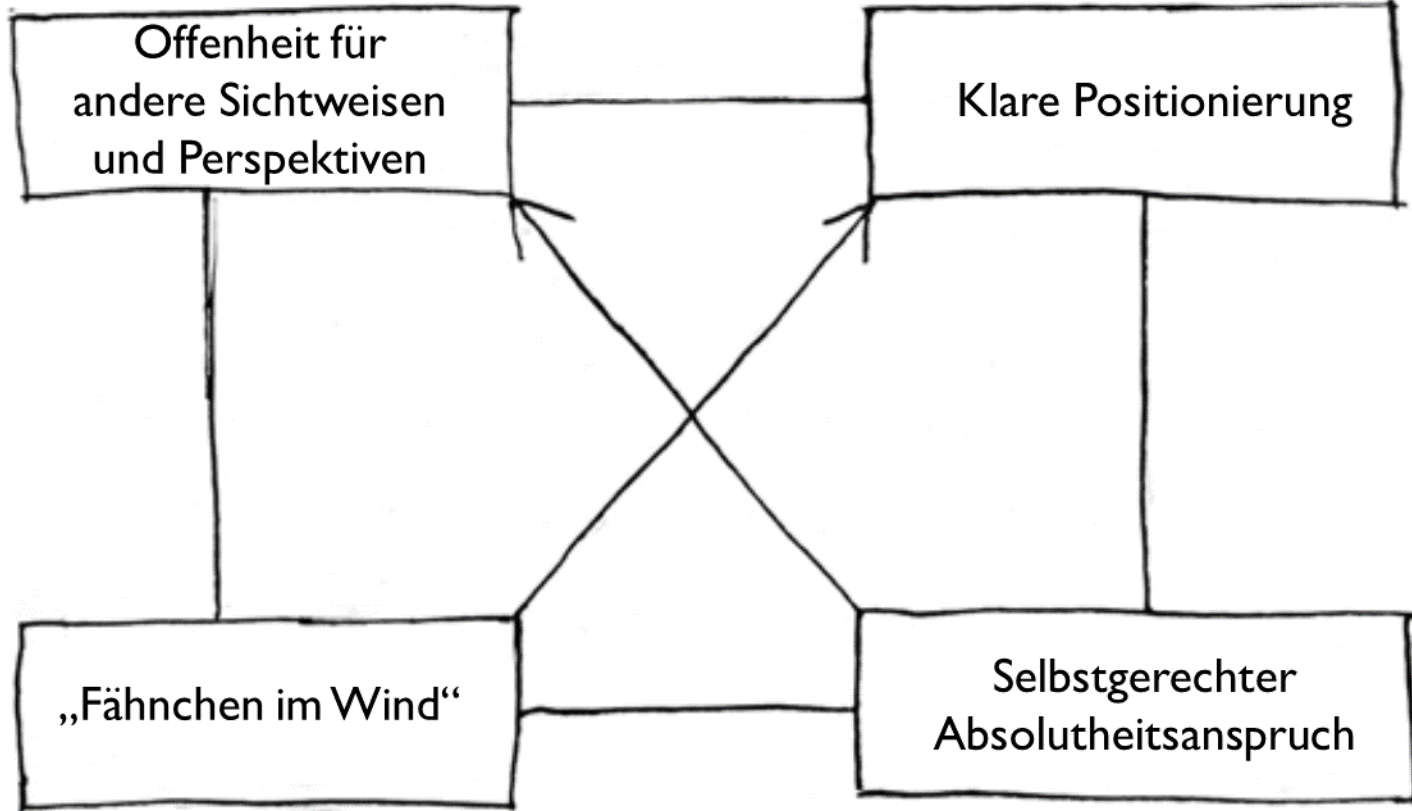 Offenheit für
andere Sichtweisen
und Perspektiven
Klare Positionierung
„Fähnchen im Wind“
Selbstgerechter
Absolutheitsanspruch